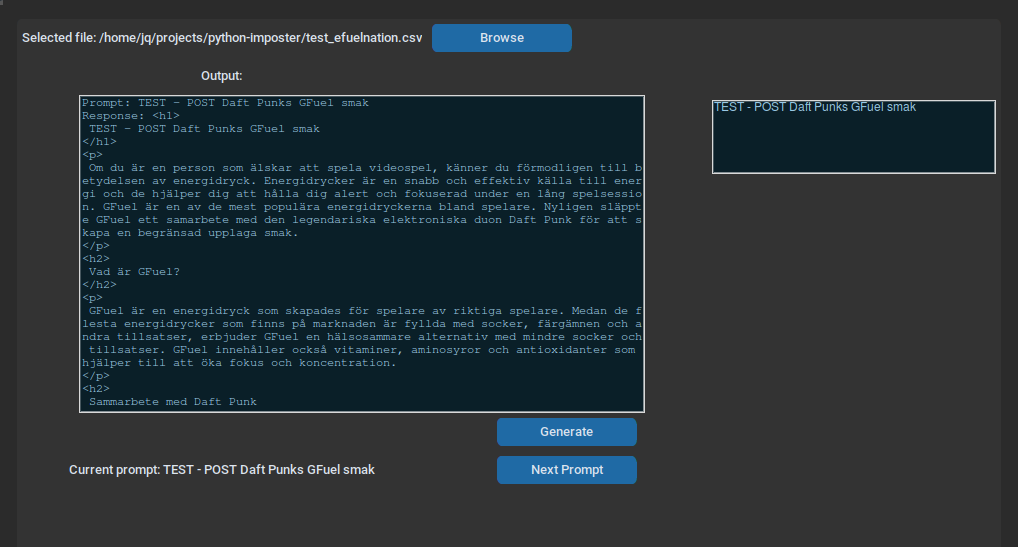 Selected file: /home/jq/projects/python-imposter/test_efuelnation.csv
Browse
Output:
Prompt: TEST - POST Daft Punks GFuel smak
Response: <h1>
TEST - POST Daft Punks GFuel smak
</h1>
<p>
Om du är en person som älskar att spela videospel, känner du förmodligen till b
etydelsen av energidryck. Energidrycker är en snabb och effektiv källa till ener
gi och de hjälper dig att hålla dig alert och fokuserad under en lång spelsessio
n. GFuel är en av de mest populära energidryckerna bland spelare. Nyligen släppt
e GFuel ett samarbete med den legendariska elektroniska duon Daft Punk för att s
kapa en begränsad upplaga smak.
</p>
<h2>
Vad är GFuel?
</h2>
<p>
GFuel är en energidryck som skapades för spelare av riktiga spelare. Medan de f
lesta energidrycker som finns på marknaden är fyllda med socker, färgämnen och a
ndra tillsatser, erbjuder GFuel en hälsosammare alternativ med mindre socker och
tillsatser. GFuel innehåller också vitaminer, aminosyror och antioxidanter som
hjälper till att öka fokus och koncentration.
</p>
<h2>
Sammarbete med Daft Punk
TEST - POST Daft Punks GFuel smak
Generate
Current prompt: TEST - POST Daft Punks GFuel smak
Next Prompt